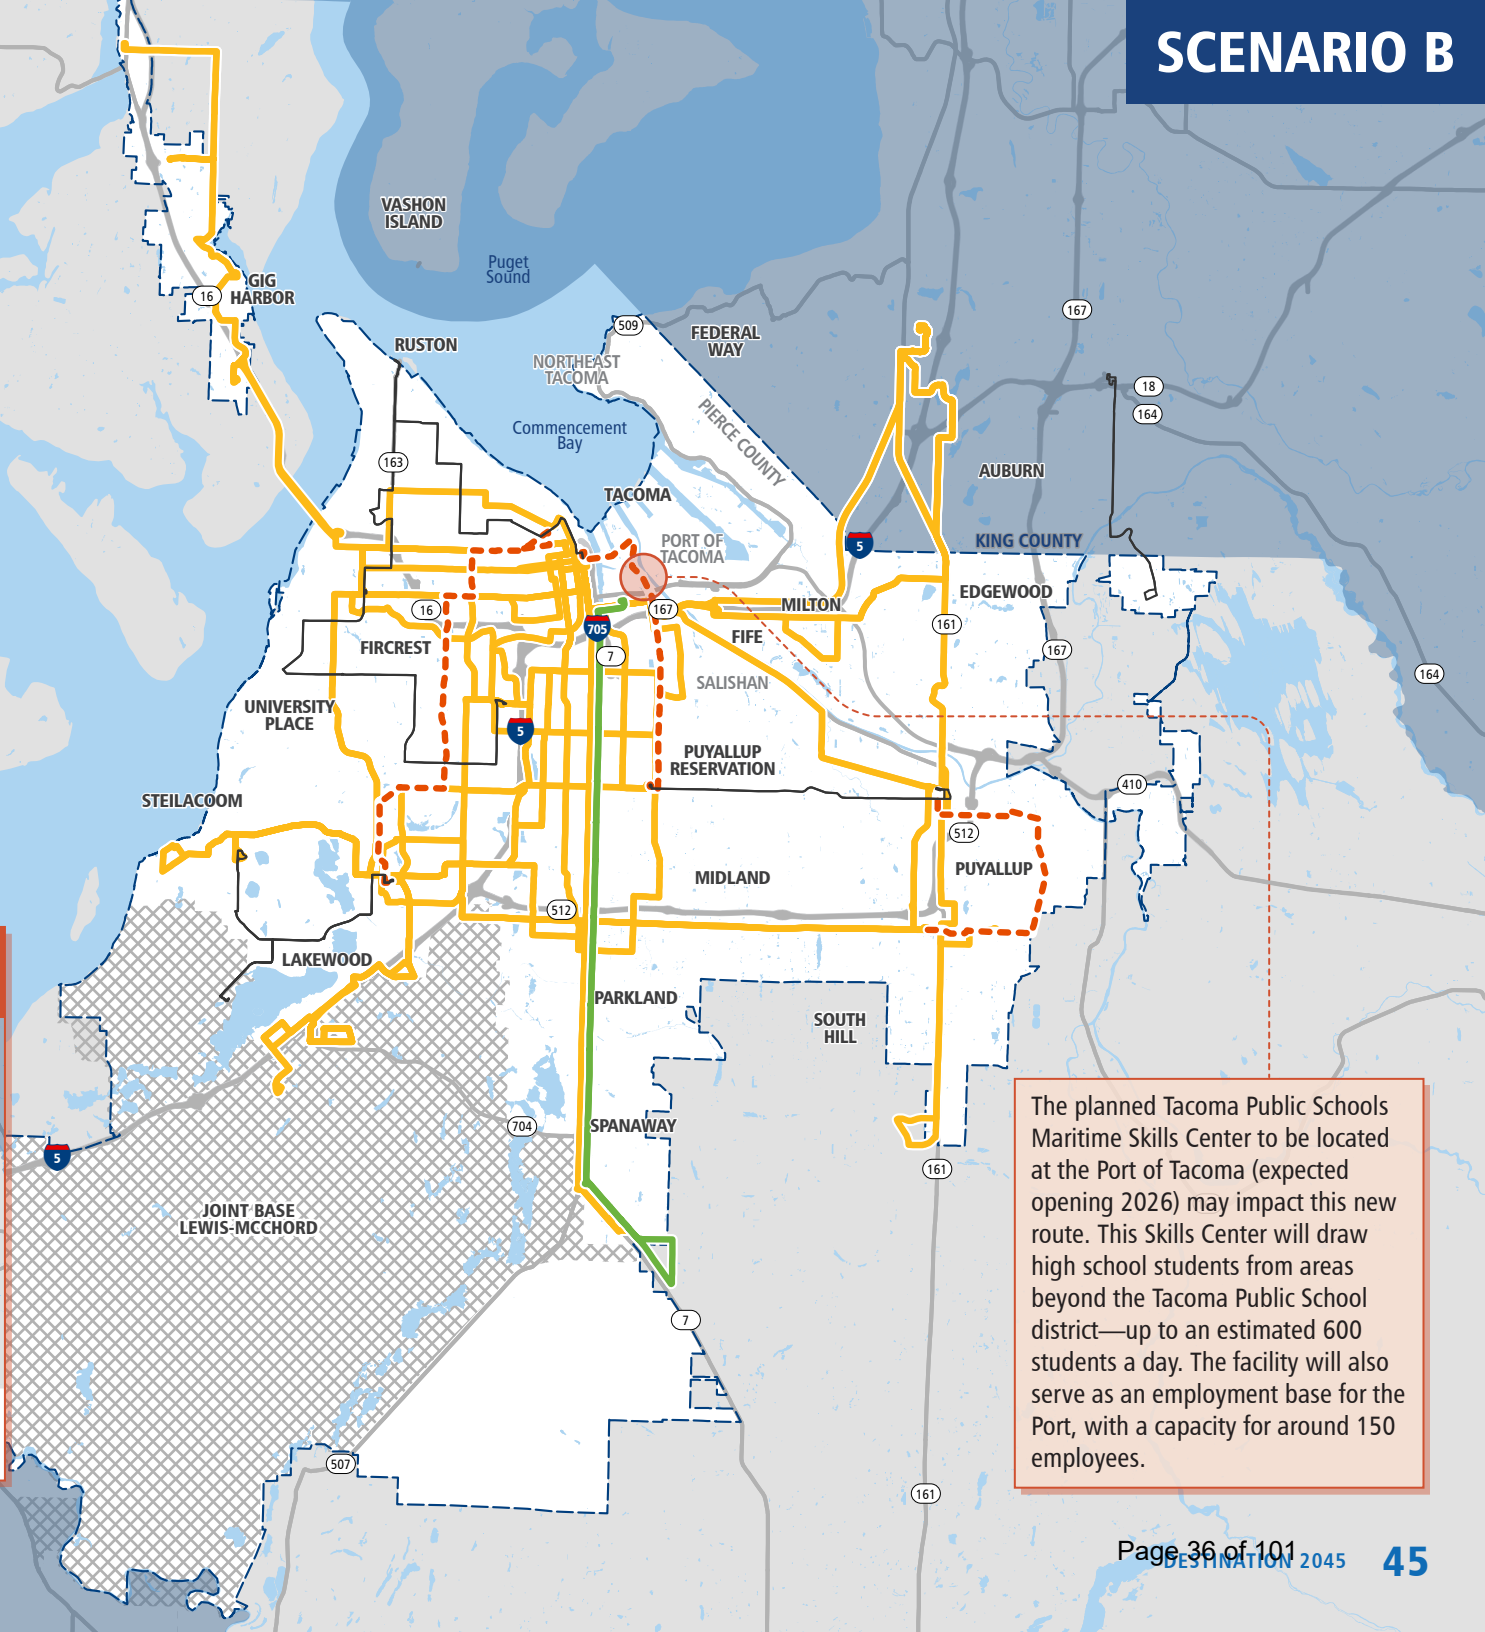 SCENARIO B
VASHON
ISLAND
Puget
Sound
GIG
HARBOR
16
RUSTON
509
FEDERAL
WAY
167
NORTHEAST
TACOMA
18
164
PIERCE COUNTY
Commencement
Bay
163
AUBURN
TACOMA
PORT OF
TACOMA
5
KING COUNTY
EDGEWOOD
16
167
MILTON
161
705
FIFE
FIRCREST
7
167
164
SALISHAN
UNIVERSITY
PLACE
5
PUYALLUP
RESERVATION
410
STEILACOOM
512
PUYALLUP
MIDLAND
512
LAKEWOOD
PARKLAND
SOUTH
HILL
704
SPANAWAY
5
161
JOINT BASE
LEWIS-MCCHORD
7
507
161
The planned Tacoma Public Schools
Maritime Skills Center to be located
at the Port of Tacoma (expected
opening 2026) may impact this new
route. This Skills Center will draw
high school students from areas
beyond the Tacoma Public School
district—up to an estimated 600
students a day. The facility will also
serve as an employment base for the
Port, with a capacity for around 150
employees.
Page 36 of 101
DESTINATION 2045 45